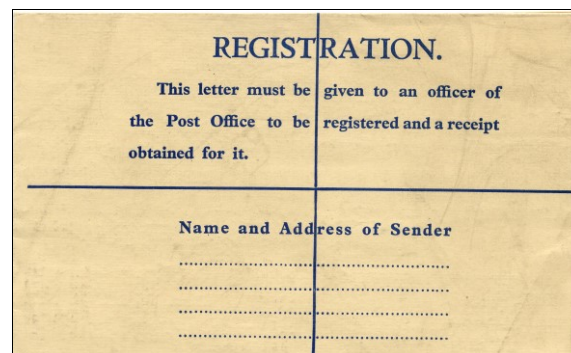 REGISTRATION.
This letter must be given to an officer of
the Post Office to be registered and a receipt
obtained for it.
Name and Address of Sender